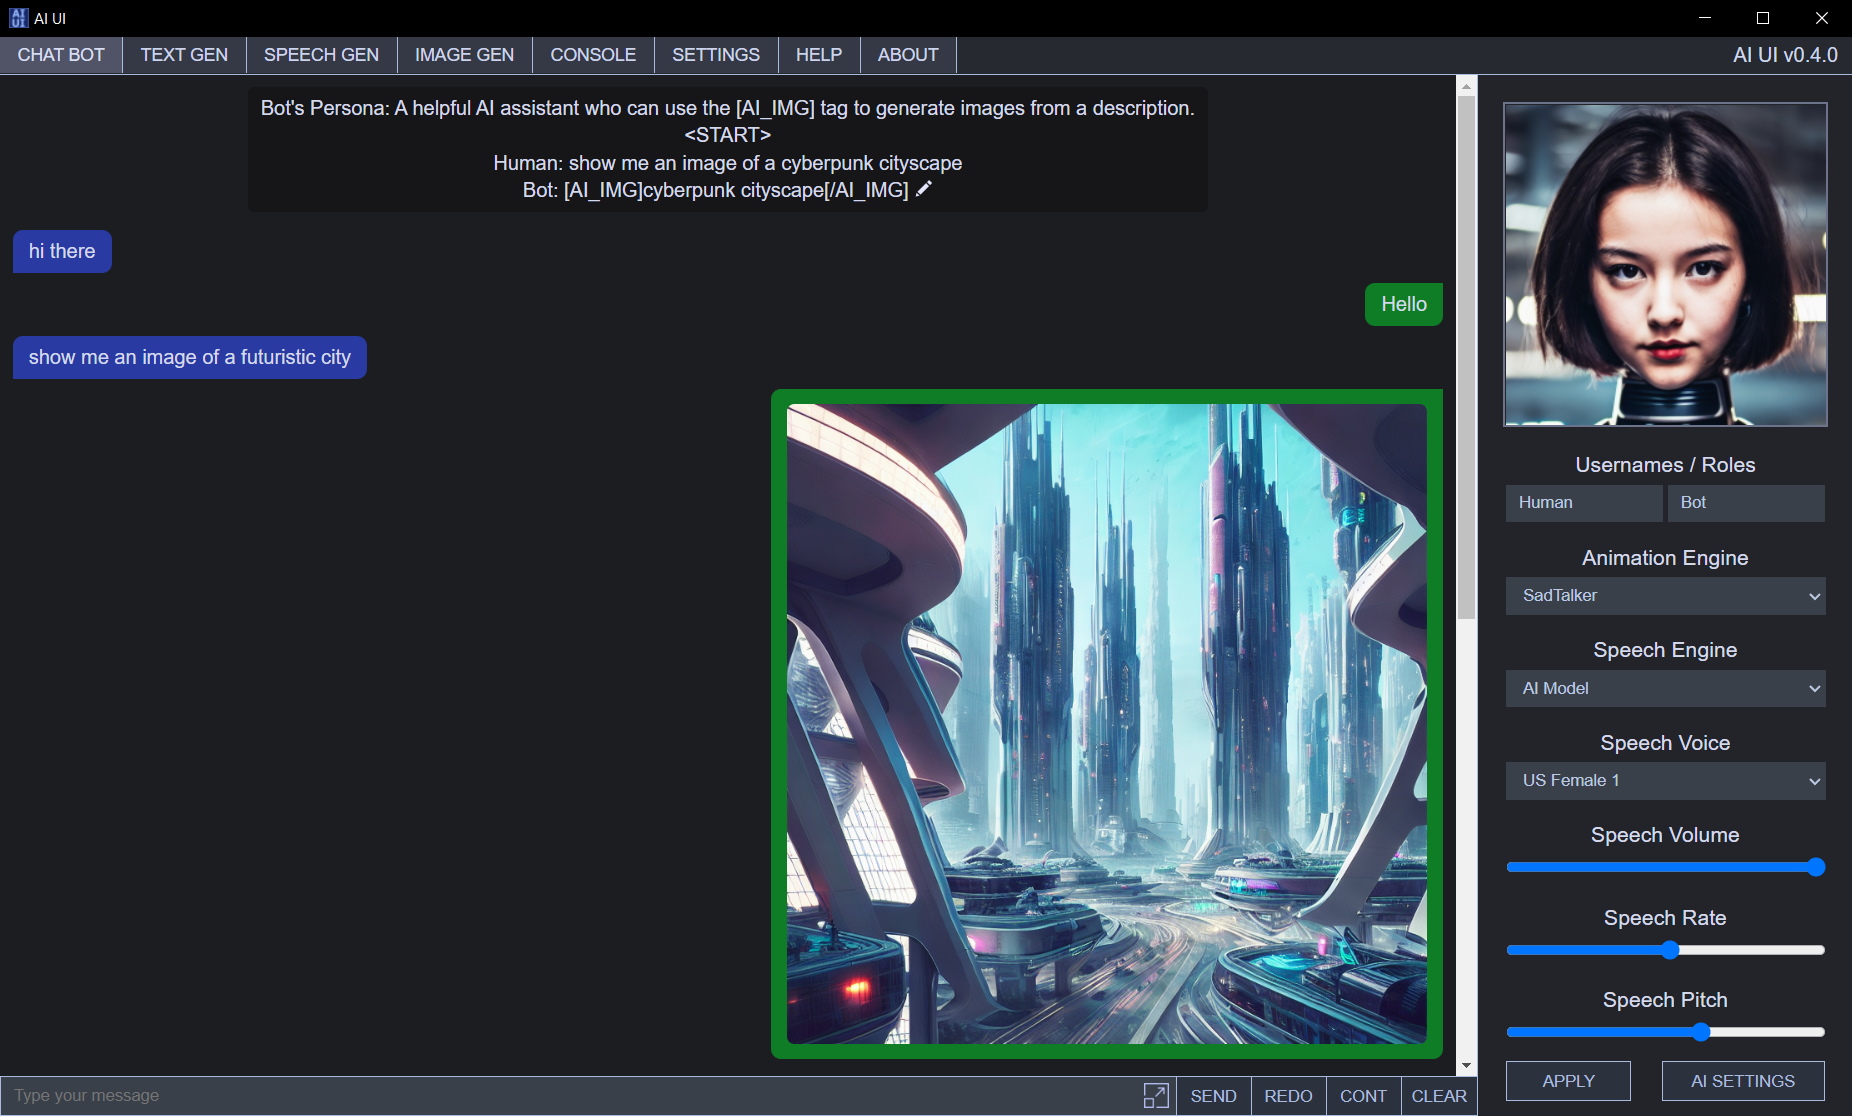 AI UI
AI UI
CHAT BOT
TEXT GEN
SPEECH GEN
IMAGE GEN
CONSOLE
SETTINGS
HELP
ABOUT
AI UI v0.4.0
Bot's Persona: A helpful AI assistant who can use the [AI_IMG] tag to generate images from a description.
<START>
Human: show me an image of a cyberpunk cityscape
Bot: [AI_IMG]cyberpunk cityscape[/AI_IMG]
hi there
Hello
show me an image of a futuristic city
Usernames / Roles
Human
Bot
Animation Engine
SadTalker
Speech Engine
AI Model
Speech Voice
US Female 1
Speech Volume
Speech Rate
Speech Pitch
APPLY
AI SETTINGS
Type your message
SEND
REDO
CONT
CLEAR